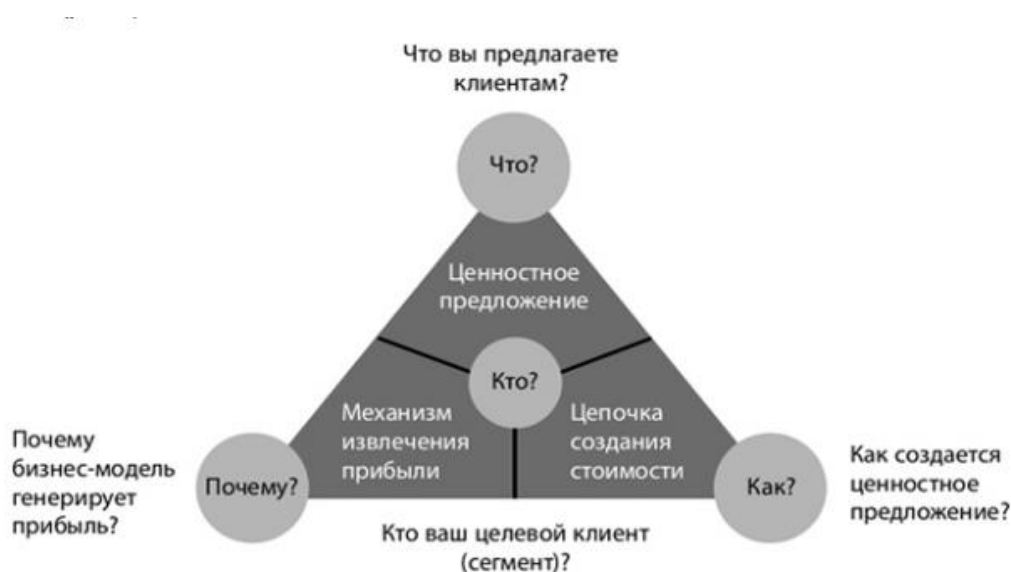 Что вы предлагаете
клиентам?
Что?
Ценностное
предложение
Кто?
Механизм
извлечения
прибыли
Цепочка
создания
стоимости
Почему
бизнес-модель
генерирует
прибыль?
Почему?
Как?
Как создается
ценностное
предложение?
Кто ваш целевой клиент
(сегмент)?